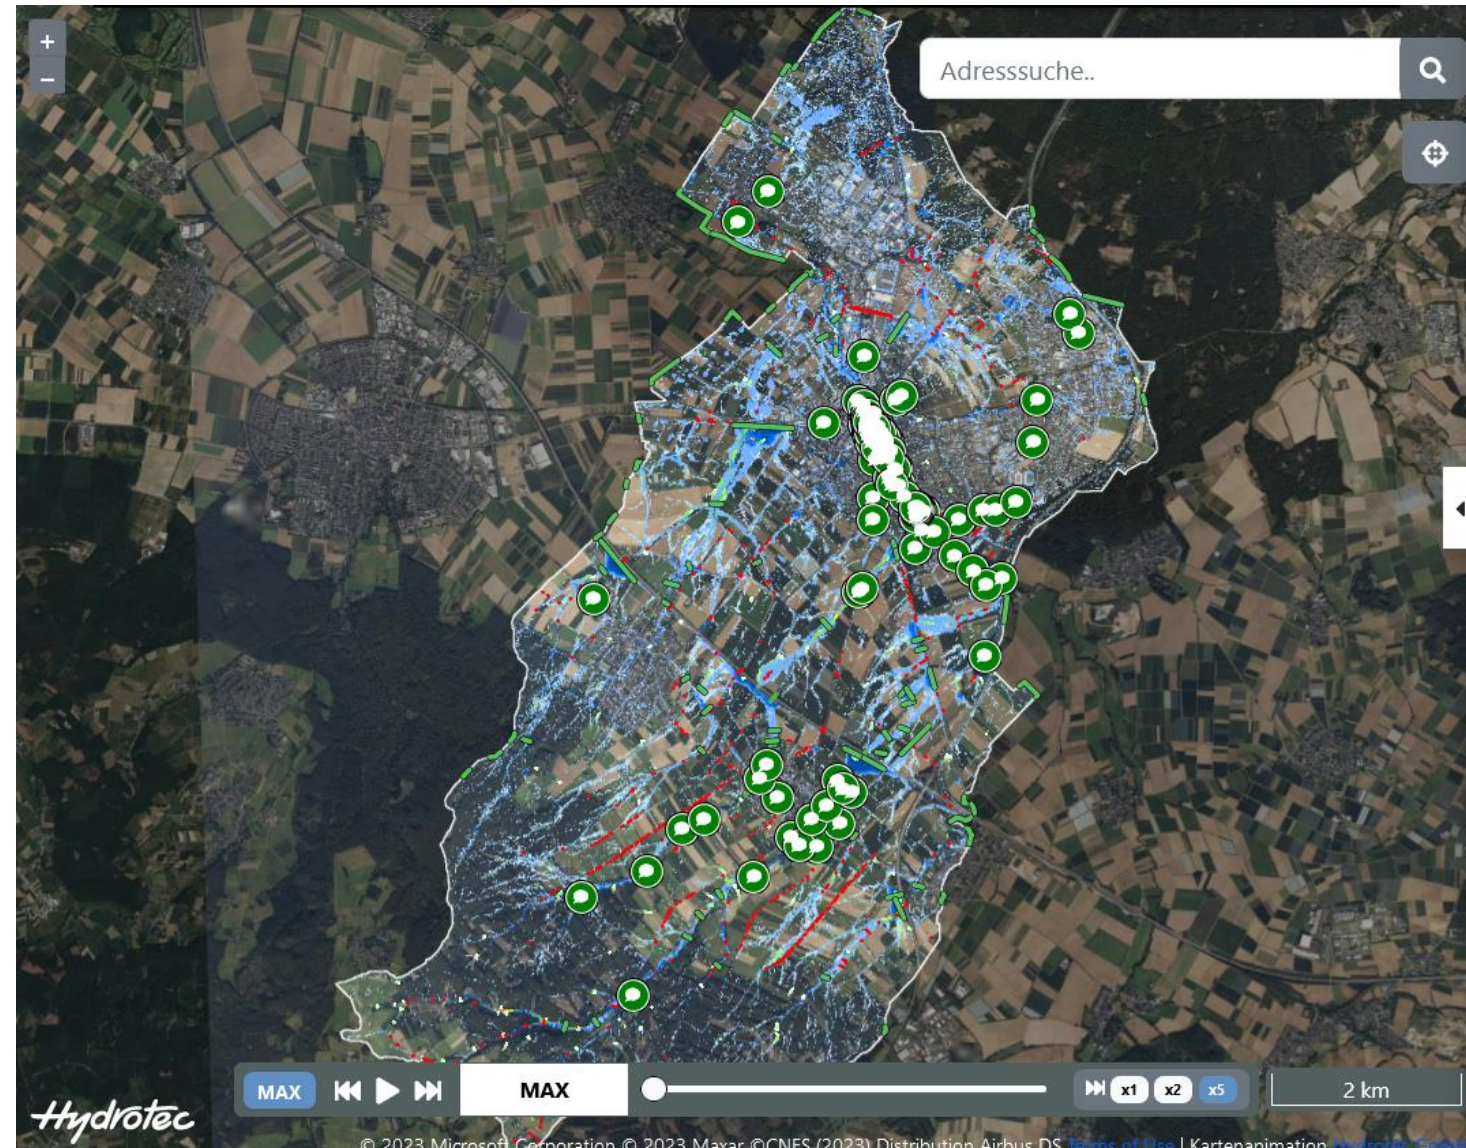 +
Adresssuche..
−
MAX
MAX
x1
x2
x5
2 km
Hydrotec
© 2023 Microsoft Corporation © 2023 Maxar ©CNES (2023) Distribution Airbus DS Terms of Use | Kartenanimation Hydrotec